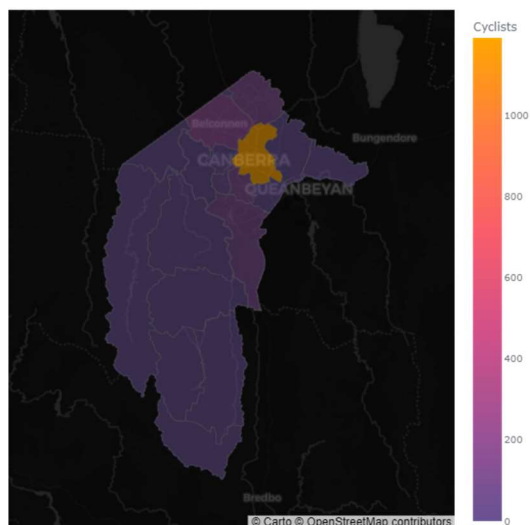 Cyclists
1000
800
600
400
200
0
Belconnen
Bungendore
CANBERRA
QUEANBEYAN
Bredbo
© Carto © OpenStreetMap contributors